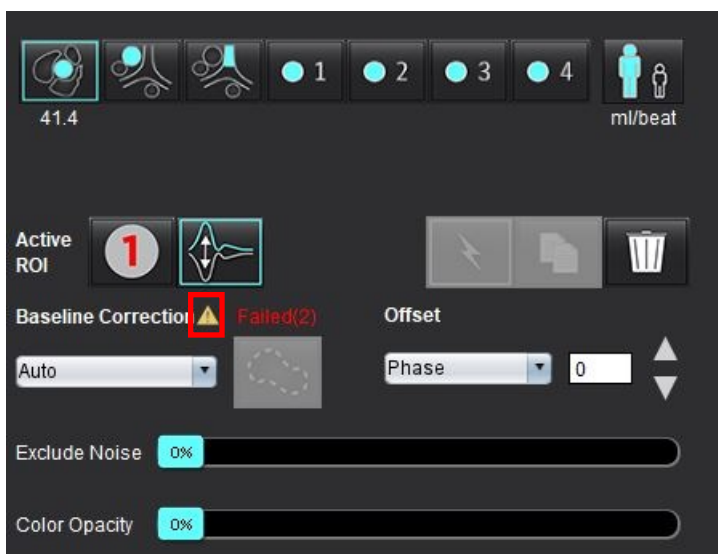 1 2 3 4
41.4 ml/beat
Active
ROI
1
Baseline Correction Failed(2) Offset
Auto Phase 0
Exclude Noise 0%
Color Opacity 0%